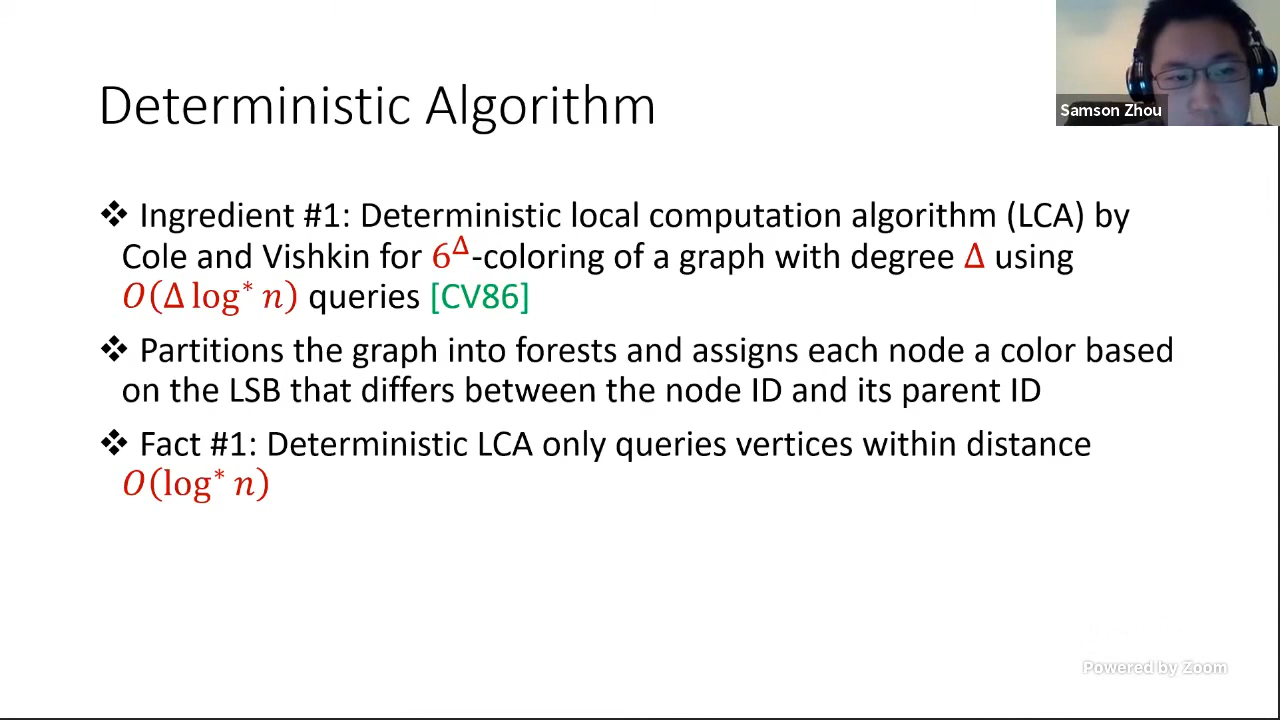 Samson Zhou
Deterministic Algorithm
❖ Ingredient #1: Deterministic local computation algorithm (LCA) by
Cole and Vishkin for 6^Δ-coloring of a graph with degree Δ using
O(Δ log* n) queries [CV86]
❖ Partitions the graph into forests and assigns each node a color based
on the LSB that differs between the node ID and its parent ID
❖ Fact #1: Deterministic LCA only queries vertices within distance
O(log* n)
Powered by Zoom